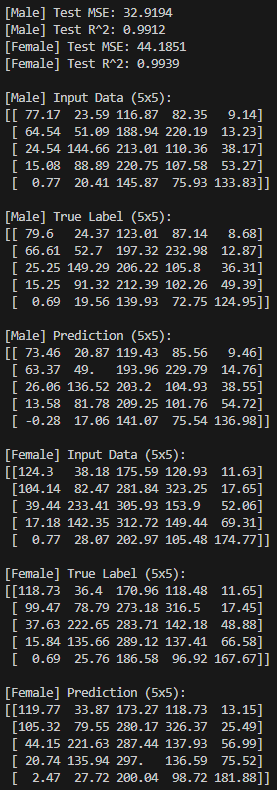 [Male] Test MSE: 32.9194
[Male] Test R^2: 0.9912
[Female] Test MSE: 44.1851
[Female] Test R^2: 0.9939
[Male] Input Data (5x5):
[[ 77.17  23.59 116.87  82.35   9.14]
 [ 64.54  51.09 188.94 220.19  13.23]
 [ 24.54 144.66 213.01 110.36  38.17]
 [ 15.08  88.89 220.75 107.58  53.27]
 [  0.77  20.41 145.87  75.93 133.83]]
[Male] True Label (5x5):
[[ 79.6   24.37 123.01  87.14   8.68]
 [ 66.61  52.7  197.32 232.98  12.87]
 [ 25.25 149.29 206.22 105.8   36.31]
 [ 15.25  91.32 212.39 102.26  49.39]
 [  0.69  19.56 139.93  72.75 124.95]]
[Male] Prediction (5x5):
[[ 73.46  20.87 119.43  85.56   9.46]
 [ 63.37  49.   193.96 229.79  14.76]
 [ 26.06 136.52 203.2  104.93  38.55]
 [ 13.58  81.78 209.25 101.76  54.72]
 [ -0.28  17.06 141.07  75.54 136.98]]
[Female] Input Data (5x5):
[[124.3   38.18 175.59 120.93  11.63]
 [104.14  82.47 281.84 323.25  17.65]
 [ 39.44 233.41 305.93 153.9   52.06]
 [ 17.18 142.35 312.72 149.44  69.31]
 [  0.77  28.07 202.97 105.48 174.77]]
[Female] True Label (5x5):
[[118.73  36.4  170.96 118.48  11.65]
 [ 99.47  78.79 273.18 316.5   17.45]
 [ 37.63 222.65 283.71 142.18  48.88]
 [ 15.84 135.66 289.12 137.41  66.58]
 [  0.69  25.76 186.58  96.92 167.67]]
[Female] Prediction (5x5):
[[119.77  33.87 173.27 118.73  13.15]
 [105.32  79.55 280.17 326.37  25.49]
 [ 44.15 221.63 287.44 137.93  56.99]
 [ 20.74 135.94 297.   136.59  75.52]
 [  2.47  27.72 200.04  98.72 181.88]]